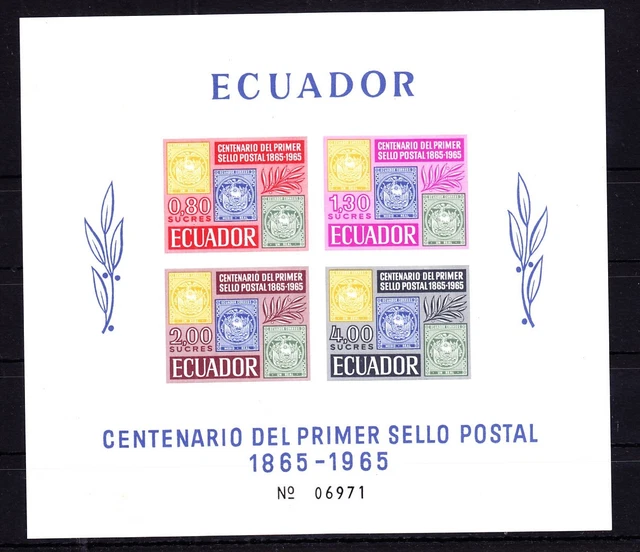 ECUADOR
CENTENARIO DEL PRIMER
SELLO POSTAL 1865-1965
0,80
SUCRES
ECUADOR
CENTENARIO DEL PRIMER
SELLO POSTAL 1865-1965
1,30
SUCRES
ECUADOR
CENTENARIO DEL PRIMER
SELLO POSTAL 1865-1965
2,00
SUCRES
ECUADOR
CENTENARIO DEL PRIMER
SELLO POSTAL 1865-1965
4,00
SUCRES
ECUADOR
CENTENARIO DEL PRIMER SELLO POSTAL
1865-1965
Nº 06971